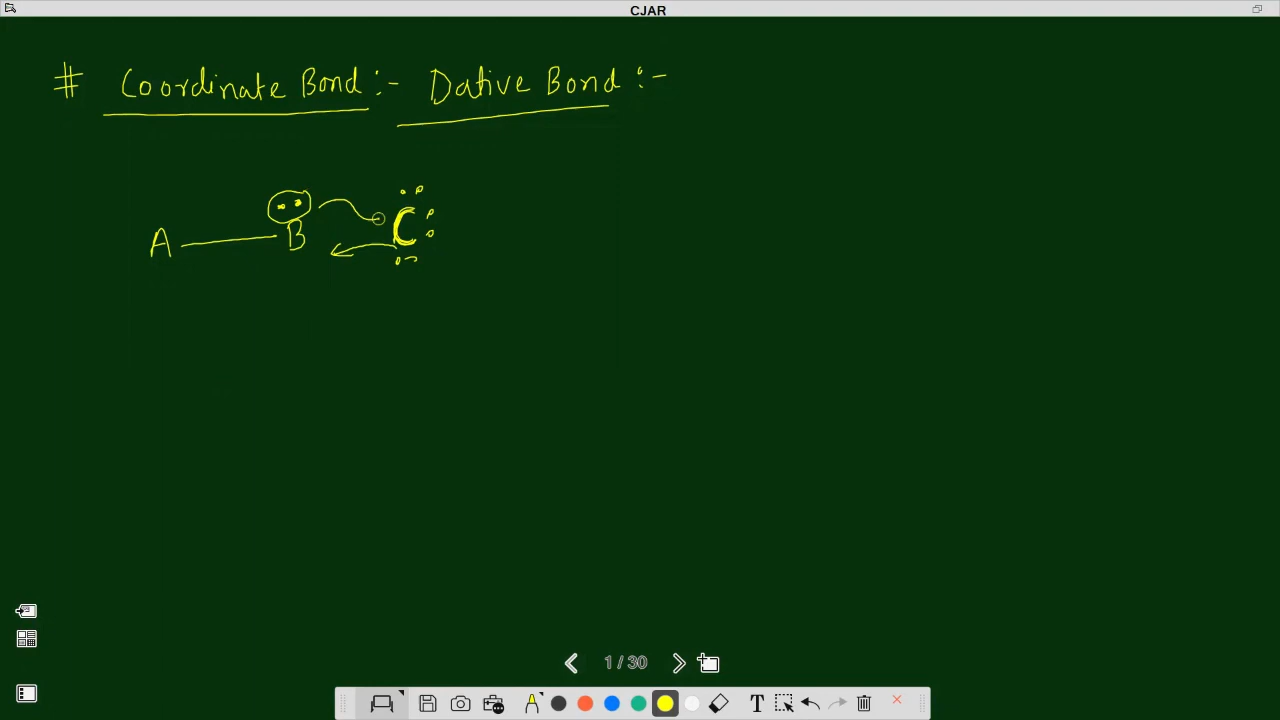 CJAR
# Coordinate Bond :- Dative Bond :-
A — B C
1 / 30
T